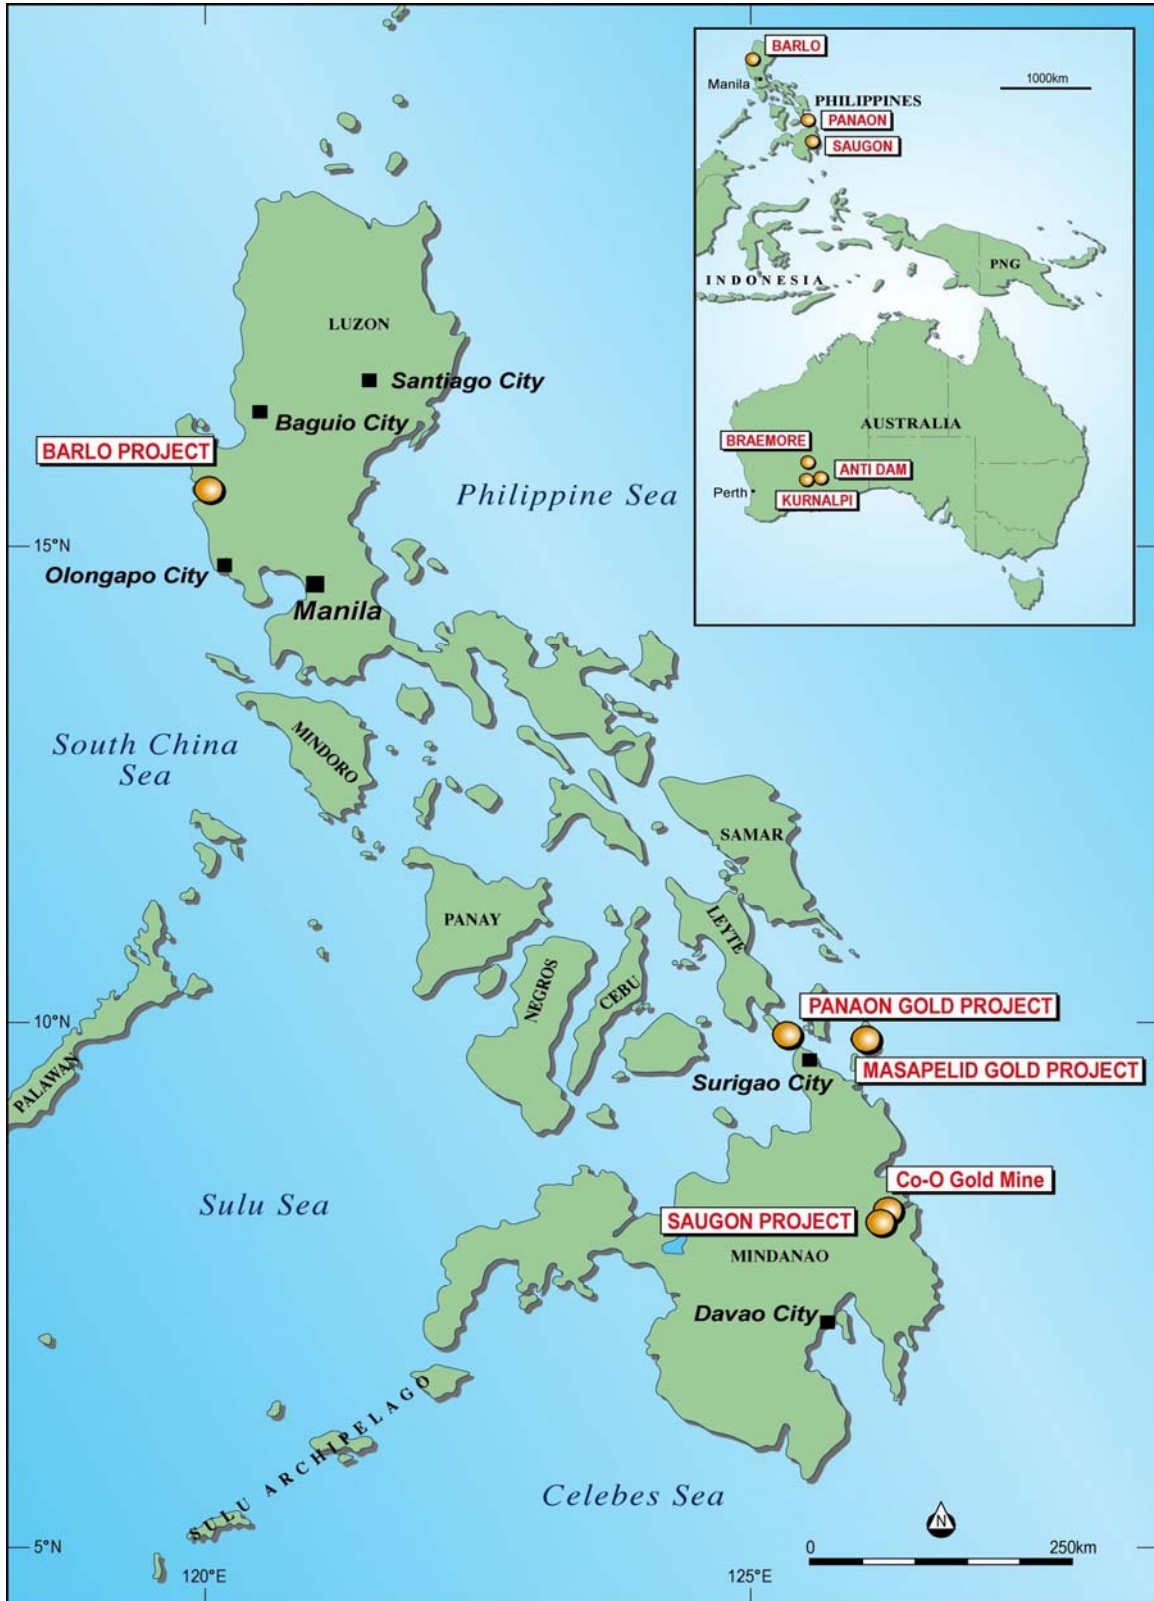 BARLO
Manila
1000km
PHILIPPINES
PANAON
SAUGON
INDONESIA
PNG
AUSTRALIA
BRAEMORE
ANTI DAM
Perth
KURNALPI
LUZON
Santiago City
Baguio City
BARLO PROJECT
Philippine Sea
15°N
Olongapo City
Manila
South China
Sea
MINDORO
SAMAR
PANAY
LEYTE
NEGROS
CEBU
PANAON GOLD PROJECT
10°N
MASAPELID GOLD PROJECT
PALAWAN
Surigao City
Co-O Gold Mine
Sulu Sea
SAUGON PROJECT
MINDANAO
Davao City
SULU ARCHIPELAGO
Celebes Sea
N
0 250km
5°N
120°E 125°E